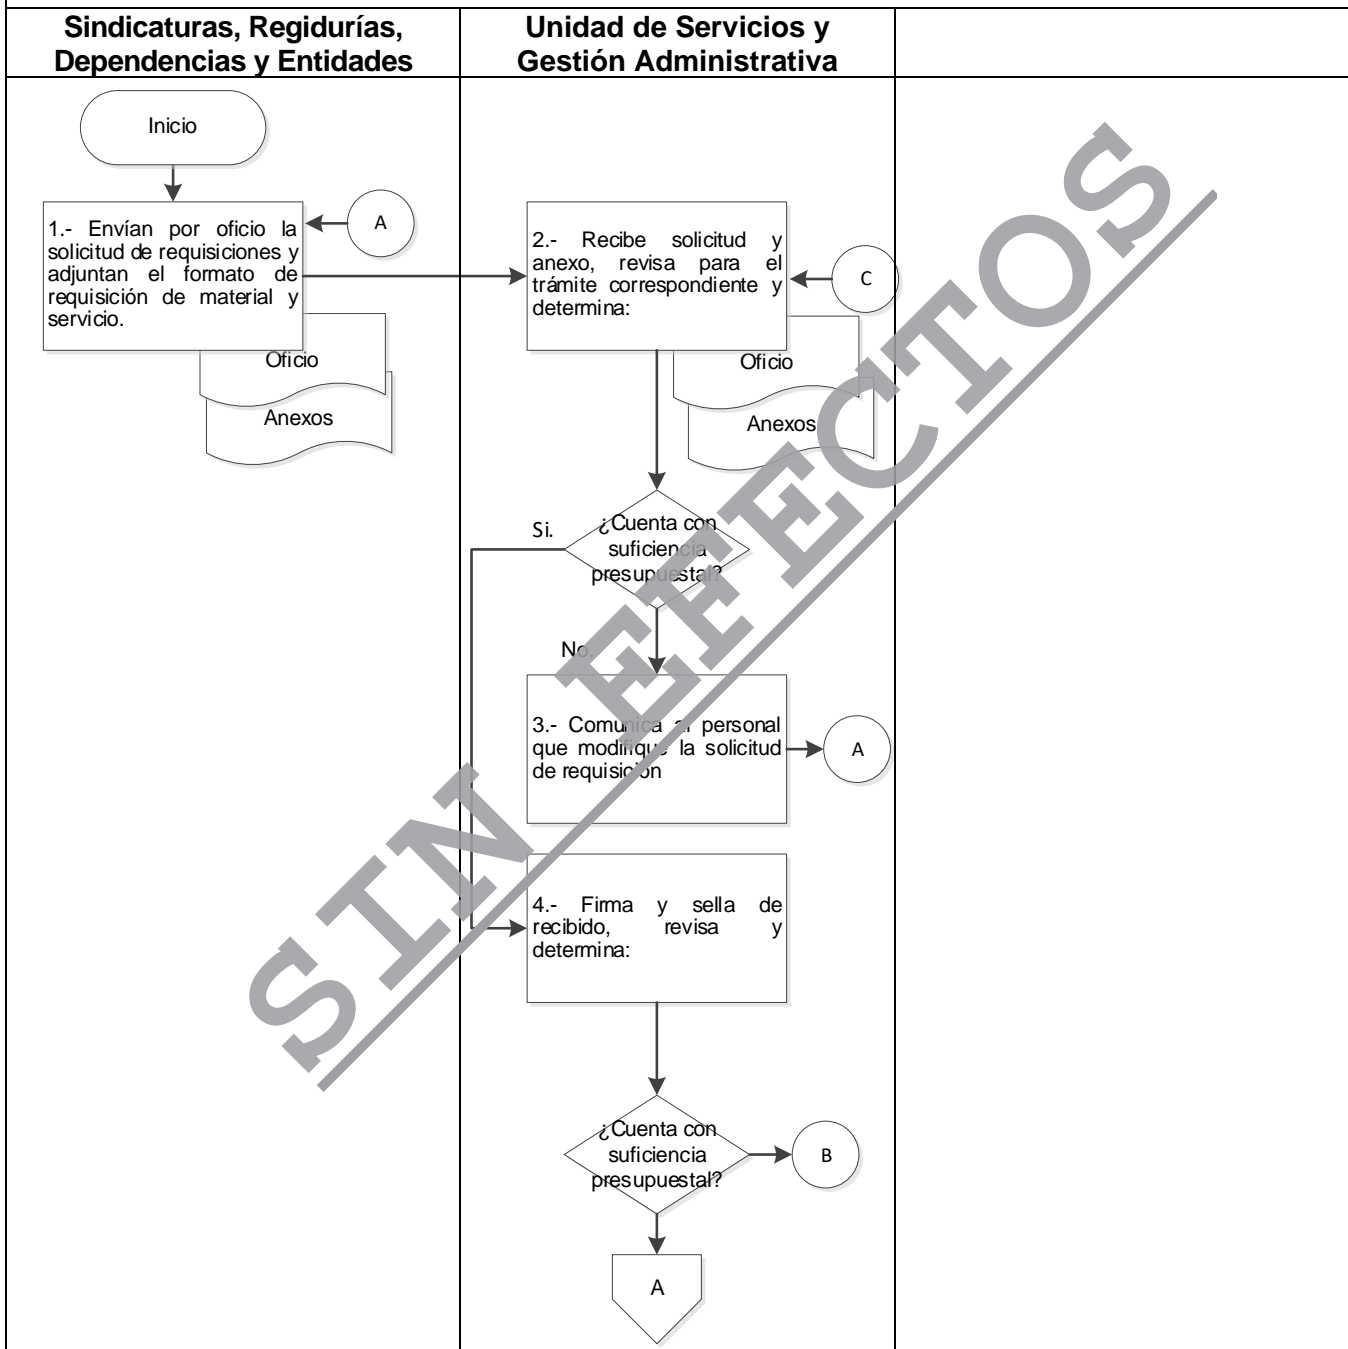 Sindicaturas, Regidurías,
Dependencias y Entidades
Unidad de Servicios y
Gestión Administrativa
Inicio
1.- Envían por oficio la
solicitud de requisiciones y
adjuntan el formato de
requisición de material y
servicio.
A
Oficio
Anexos
2.- Recibe solicitud y
anexo, revisa para el
trámite correspondiente y
determina:
C
Oficio
Anexos
¿Cuenta con
suficiencia
presupuestal?
Si.
No.
3.- Comunica al personal
que modifique la solicitud
de requisición
A
4.- Firma y sella de
recibido, revisa y
determina:
¿Cuenta con
suficiencia
presupuestal?
B
A
SIN EFECTOS